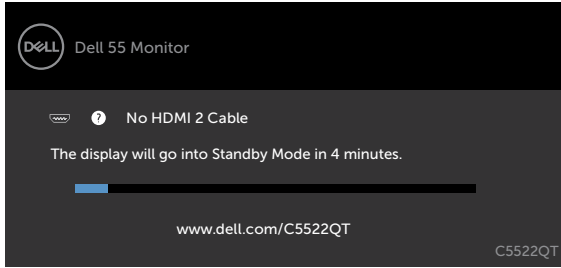 DELL
Dell 55 Monitor
? No HDMI 2 Cable
The display will go into Standby Mode in 4 minutes.
www.dell.com/C5522QT
C5522QT